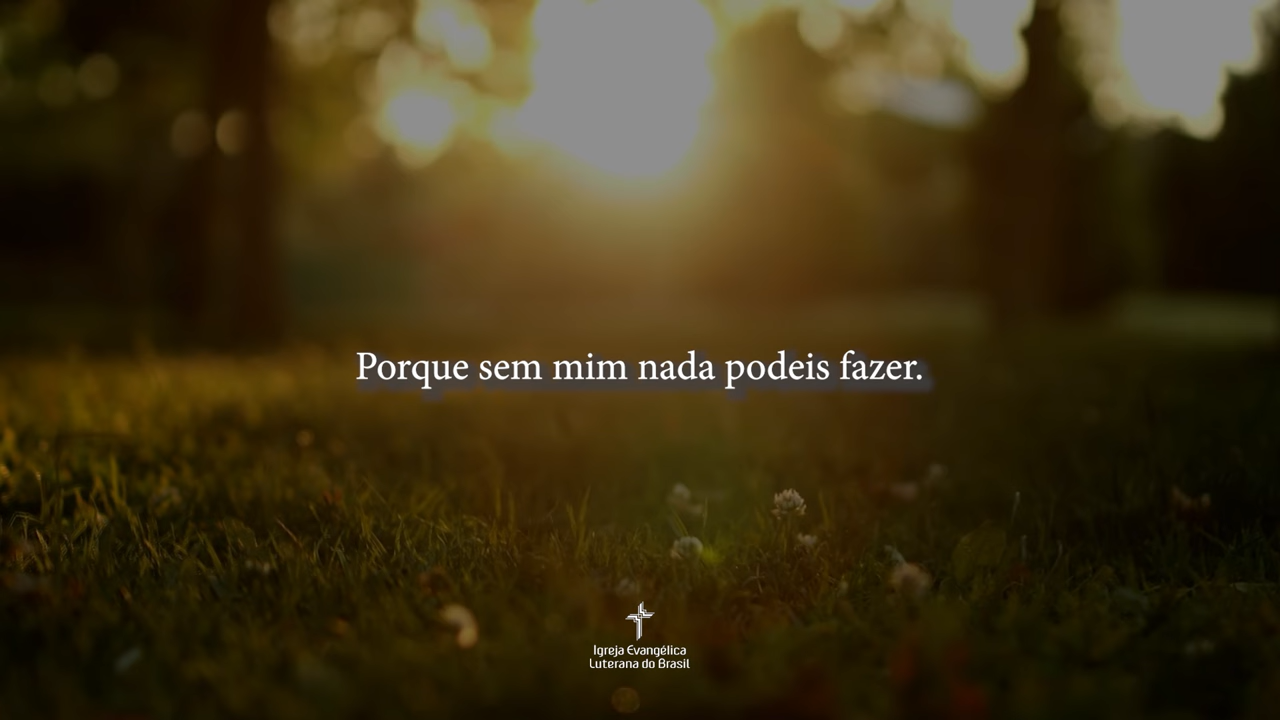 Porque sem mim nada podeis fazer.
Igreja Evangélica
Luterana do Brasil